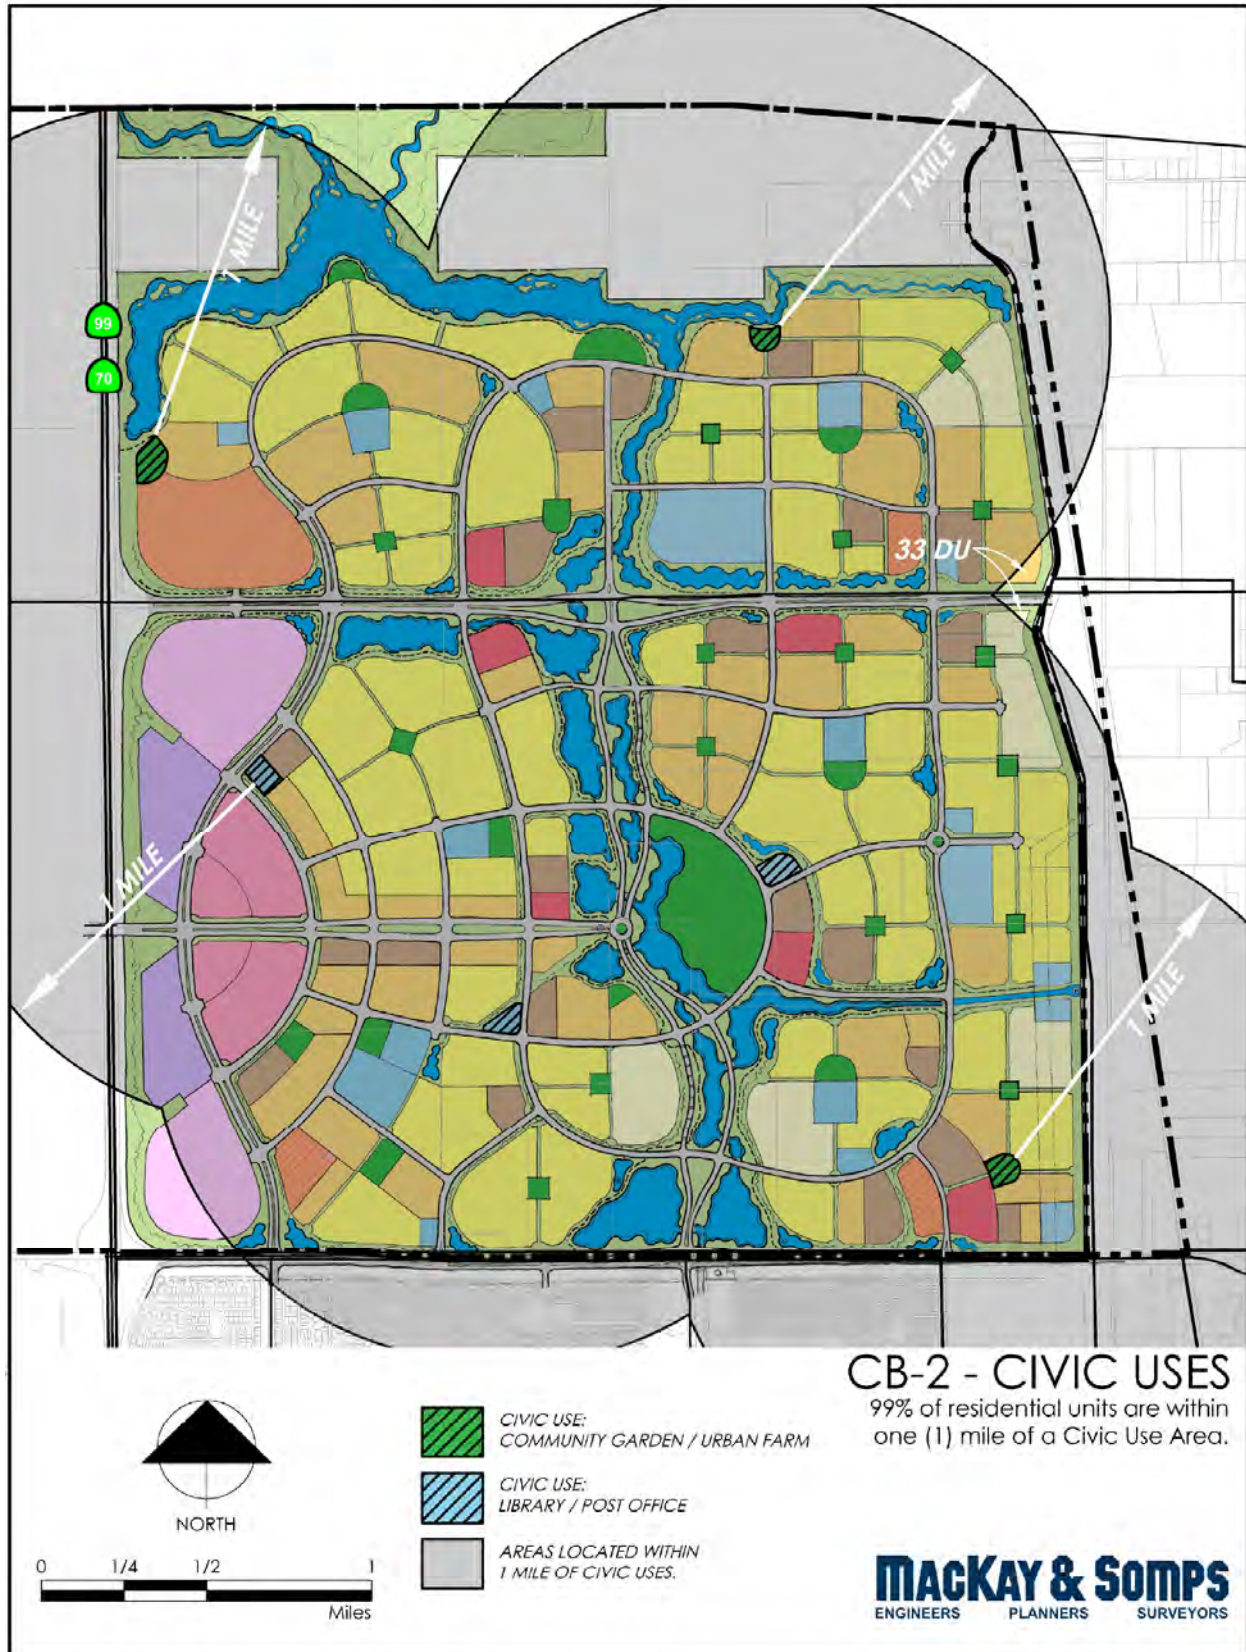 1 MILE
1 MILE
99
70
33 DU
1 MILE
1 MILE
CB-2 - CIVIC USES
99% of residential units are within
one (1) mile of a Civic Use Area.
NORTH
0 1/4 1/2 1
Miles
CIVIC USE:
COMMUNITY GARDEN / URBAN FARM
CIVIC USE:
LIBRARY / POST OFFICE
AREAS LOCATED WITHIN
1 MILE OF CIVIC USES.
MACKAY & SOMPS
ENGINEERS PLANNERS SURVEYORS